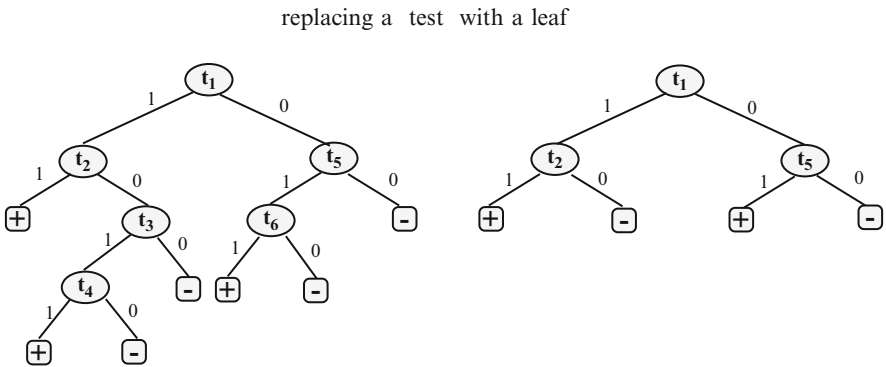 replacing a test with a leaf
t1 t1
1 0 1 0
t2 t5 t2 t5
1 0 1 0 1 0 1 0
+ t3 t6 - + - + -
1 0 1 0
t4 - + -
1 0
+ -